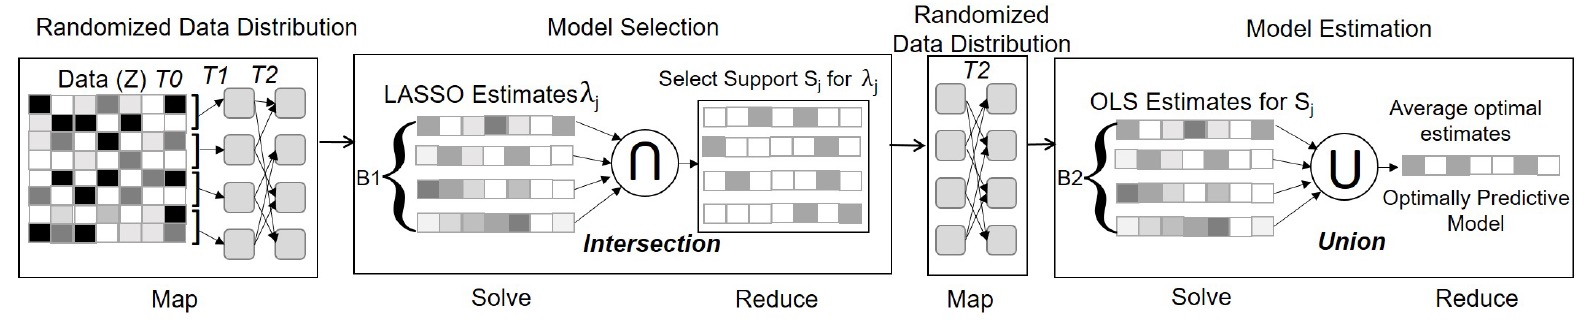 Randomized Data Distribution
Data (Z) T0 T1 T2
Map
Model Selection
LASSO Estimates λj
B1
⋂
Intersection
Select Support Sj for λj
Solve
Reduce
Randomized
Data Distribution
T2
Map
Model Estimation
OLS Estimates for Sj
B2
⋃
Union
Average optimal
estimates
Optimally Predictive
Model
Solve
Reduce